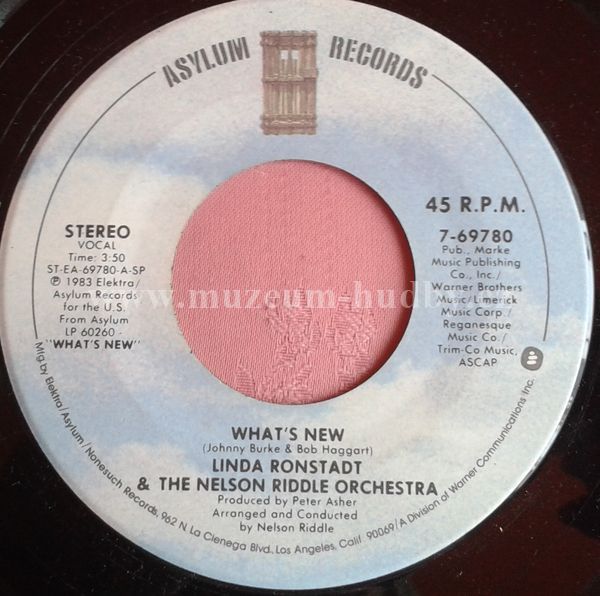 ASYLUM RECORDS
STEREO
VOCAL
Time: 3:50
ST-EA-69780-A-SP
Ⓟ 1983 Elektra/
Asylum Records
for the U.S.
From Asylum
LP 60260 -
"WHAT'S NEW"
45 R.P.M.
7-69780
Pub., Marke
Music Publishing
Co., Inc./
Warner Brothers
Music/Limerick
Music Corp./
Reganesque
Music Co./
Trim-Co Music,
ASCAP
www.muzeum-hudby
WHAT'S NEW
(Johnny Burke & Bob Haggart)
LINDA RONSTADT
& THE NELSON RIDDLE ORCHESTRA
Produced by Peter Asher
Arranged and Conducted
by Nelson Riddle
Mfg. by Elektra/Asylum/Nonesuch Records, 962 N. La Cienega Blvd., Los Angeles, Calif. 90069/A Division of Warner Communications Inc.